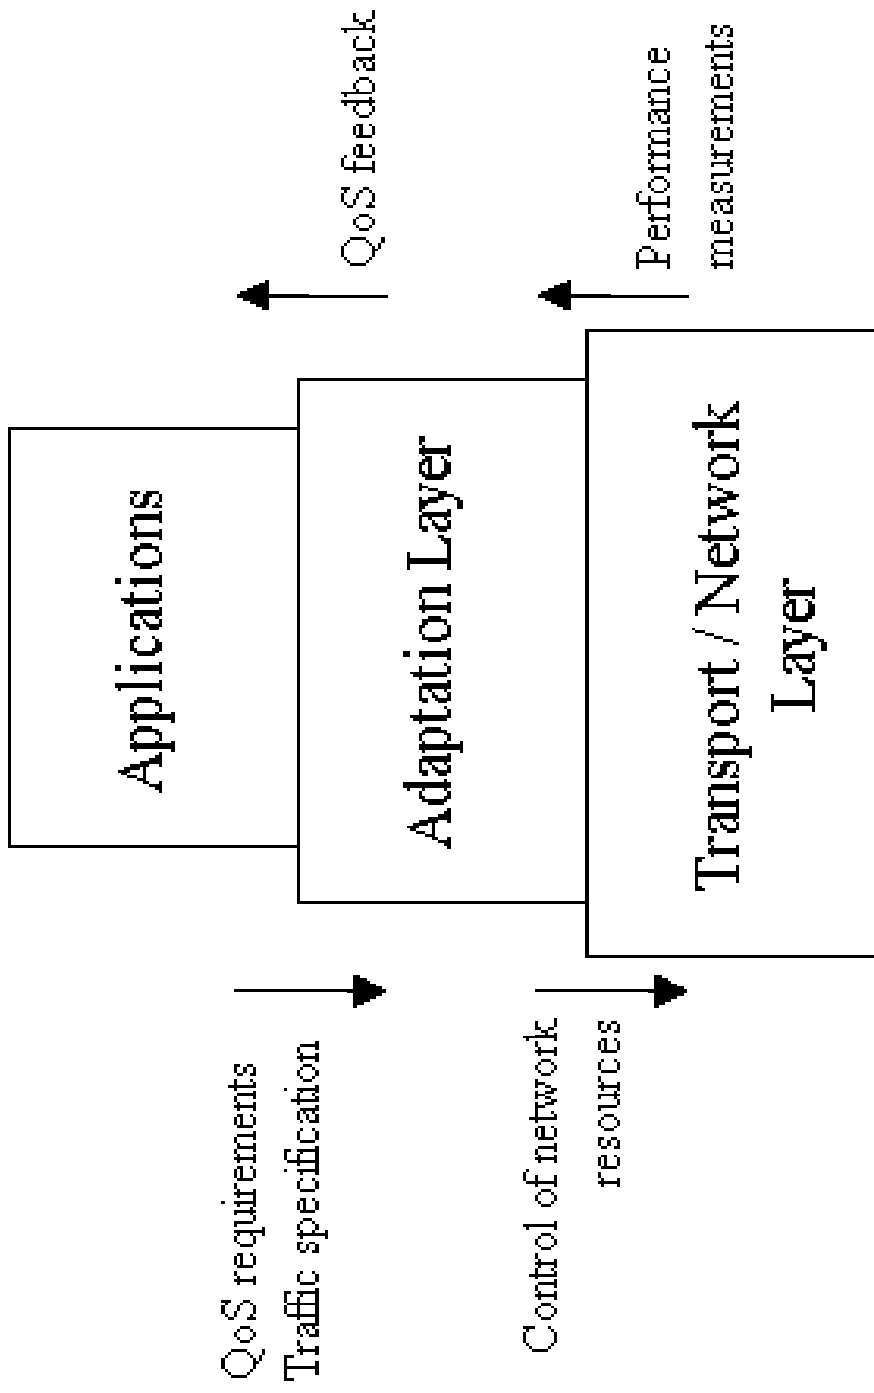 QoS feedback
Performance
measurements
Applications
Adaptation Layer
Transport / Network
Layer
QoS requirements
Traffic specification
Control of network
resources